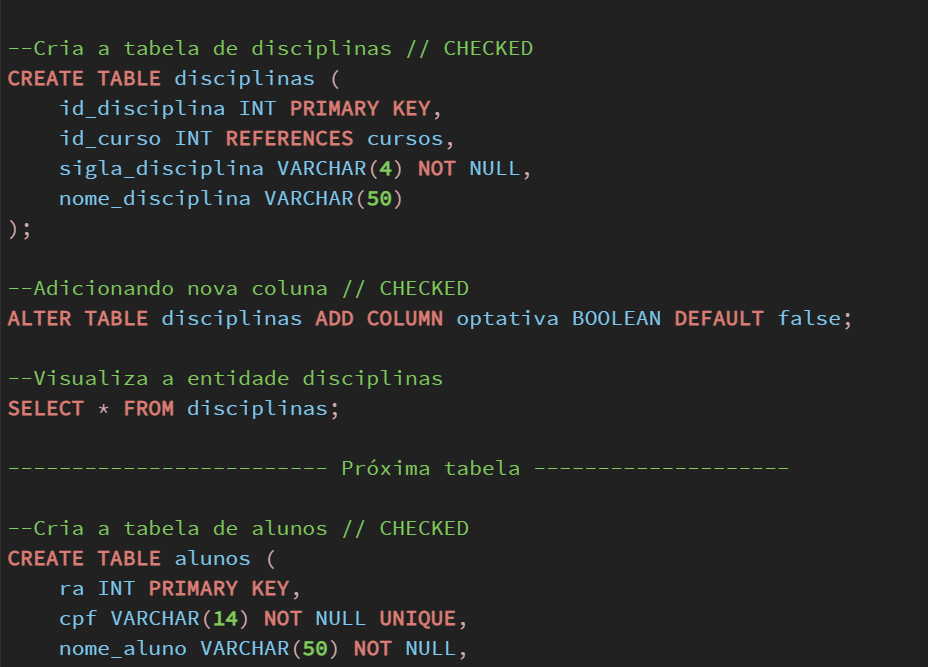 --Cria a tabela de disciplinas // CHECKED
CREATE TABLE disciplinas (
    id_disciplina INT PRIMARY KEY,
    id_curso INT REFERENCES cursos,
    sigla_disciplina VARCHAR(4) NOT NULL,
    nome_disciplina VARCHAR(50)
);
--Adicionando nova coluna // CHECKED
ALTER TABLE disciplinas ADD COLUMN optativa BOOLEAN DEFAULT false;
--Visualiza a entidade disciplinas
SELECT * FROM disciplinas;
------------------------- Próxima tabela --------------------
--Cria a tabela de alunos // CHECKED
CREATE TABLE alunos (
    ra INT PRIMARY KEY,
    cpf VARCHAR(14) NOT NULL UNIQUE,
    nome_aluno VARCHAR(50) NOT NULL,